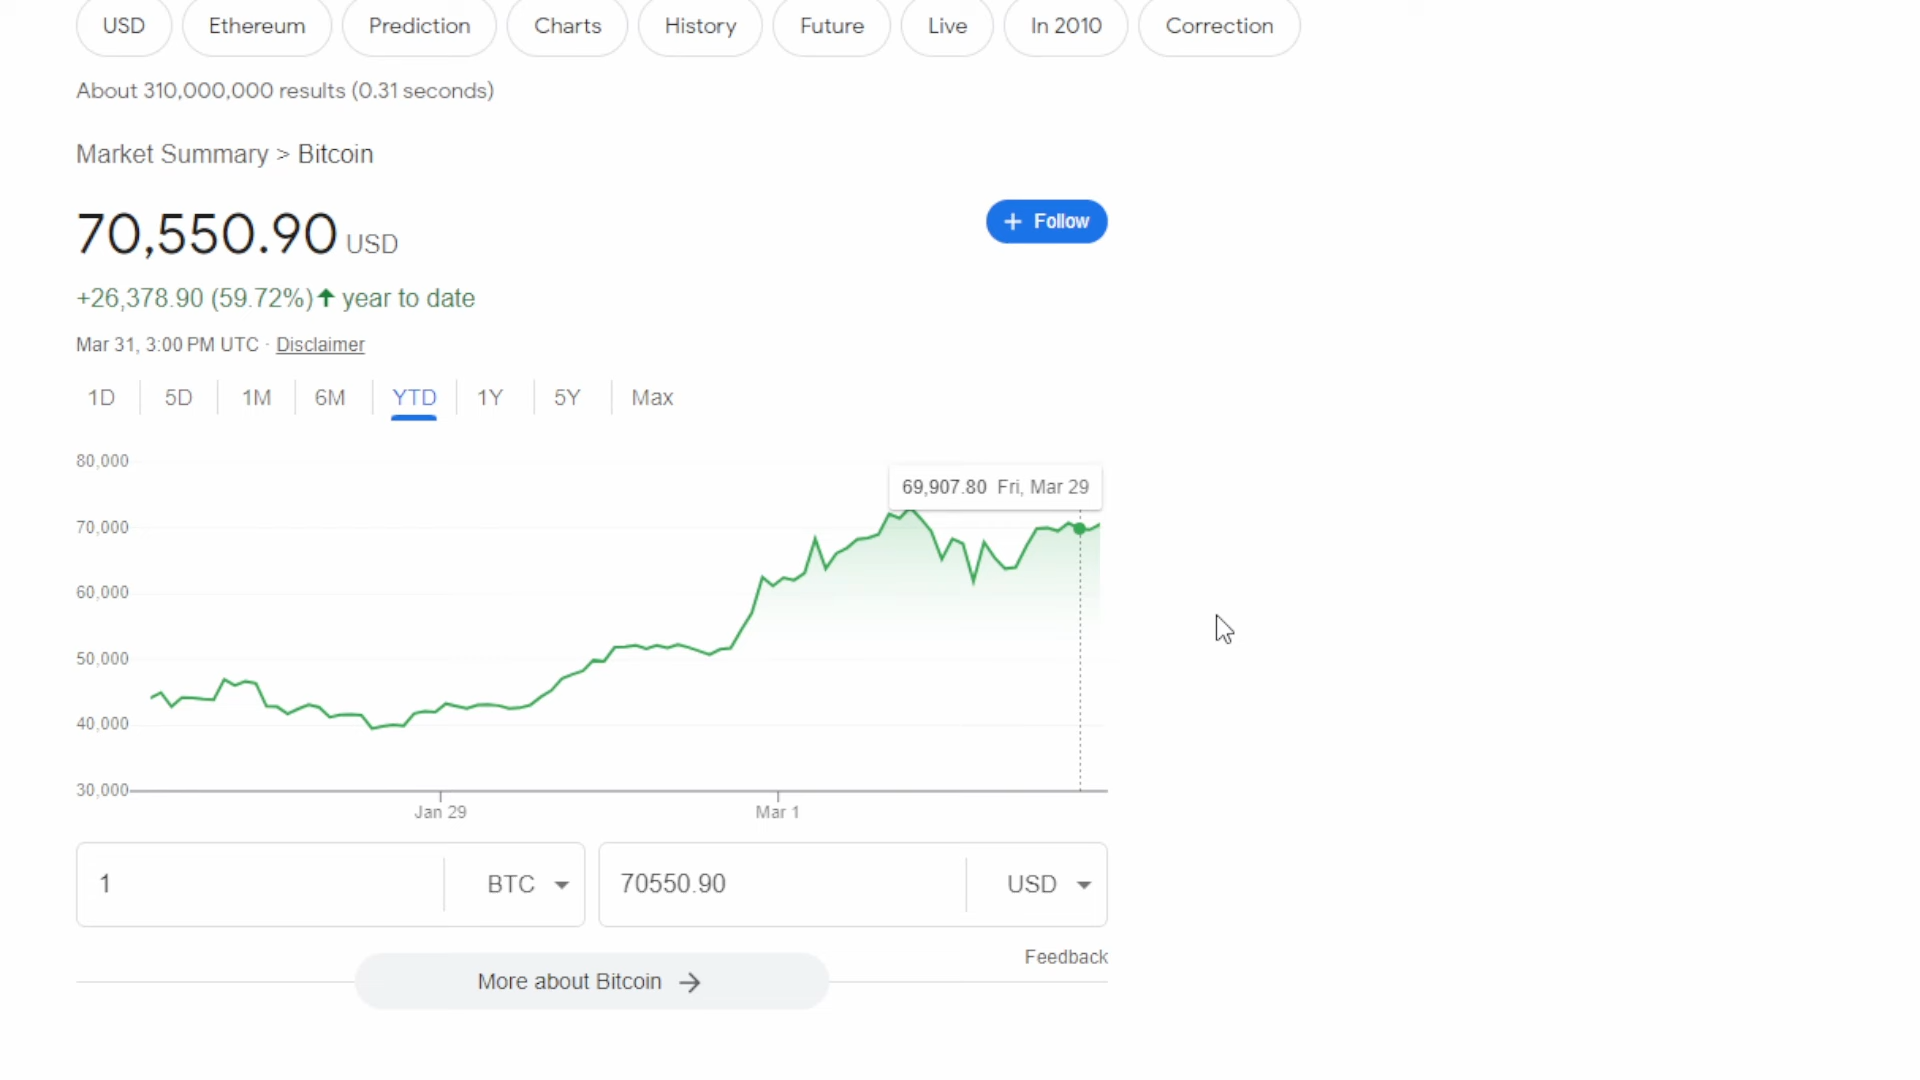 USD Ethereum Prediction Charts History Future Live In 2010 Correction
About 310,000,000 results (0.31 seconds)
Market Summary > Bitcoin
70,550.90 USD
+ Follow
+26,378.90 (59.72%) year to date
Mar 31, 3:00 PM UTC · Disclaimer
1D 5D 1M 6M YTD 1Y 5Y Max
80,000
69,907.80 Fri, Mar 29
70,000
60,000
50,000
40,000
30,000
Jan 29 Mar 1
1 BTC 70550.90 USD
Feedback
More about Bitcoin